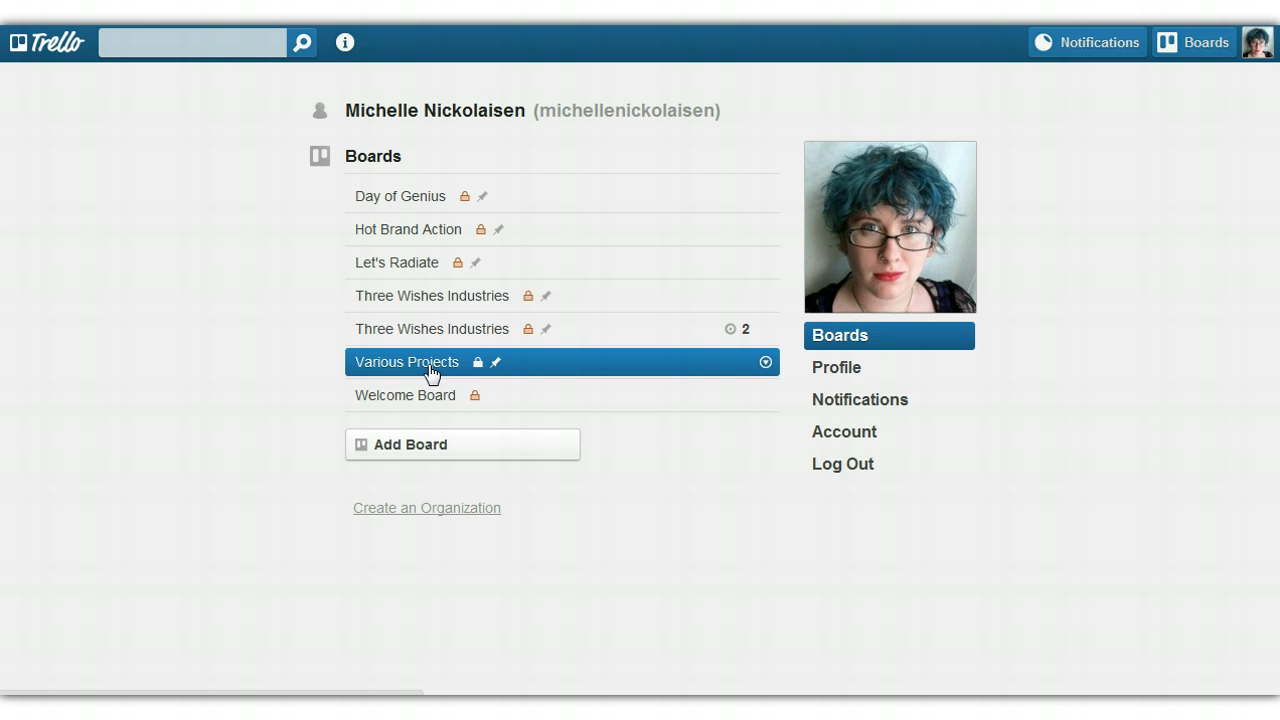 Trello
Notifications
Boards
Michelle Nickolaisen (michellenickolaisen)
Boards
Day of Genius
Hot Brand Action
Let's Radiate
Three Wishes Industries
Three Wishes Industries 2
Various Projects
Welcome Board
Add Board
Create an Organization
Boards
Profile
Notifications
Account
Log Out